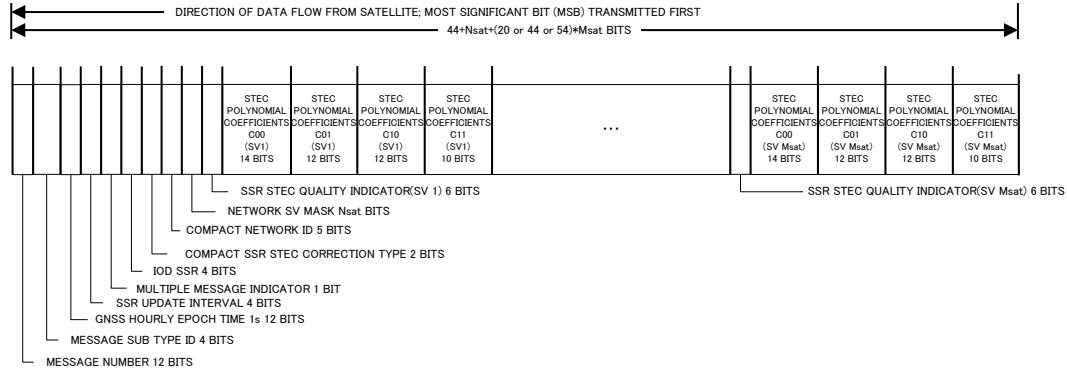 DIRECTION OF DATA FLOW FROM SATELLITE; MOST SIGNIFICANT BIT (MSB) TRANSMITTED FIRST
44+Nsat+(20 or 44 or 54)*Msat BITS
STEC
POLYNOMIAL
COEFFICIENTS
C00
(SV1)
14 BITS
STEC
POLYNOMIAL
COEFFICIENTS
C01
(SV1)
12 BITS
STEC
POLYNOMIAL
COEFFICIENTS
C10
(SV1)
12 BITS
STEC
POLYNOMIAL
COEFFICIENTS
C11
(SV1)
10 BITS
...
STEC
POLYNOMIAL
COEFFICIENTS
C00
(SV Msat)
14 BITS
STEC
POLYNOMIAL
COEFFICIENTS
C01
(SV Msat)
12 BITS
STEC
POLYNOMIAL
COEFFICIENTS
C10
(SV Msat)
12 BITS
STEC
POLYNOMIAL
COEFFICIENTS
C11
(SV Msat)
10 BITS
SSR STEC QUALITY INDICATOR(SV 1) 6 BITS
SSR STEC QUALITY INDICATOR(SV Msat) 6 BITS
NETWORK SV MASK Nsat BITS
COMPACT NETWORK ID 5 BITS
COMPACT SSR STEC CORRECTION TYPE 2 BITS
IOD SSR 4 BITS
MULTIPLE MESSAGE INDICATOR 1 BIT
SSR UPDATE INTERVAL 4 BITS
GNSS HOURLY EPOCH TIME 1s 12 BITS
MESSAGE SUB TYPE ID 4 BITS
MESSAGE NUMBER 12 BITS